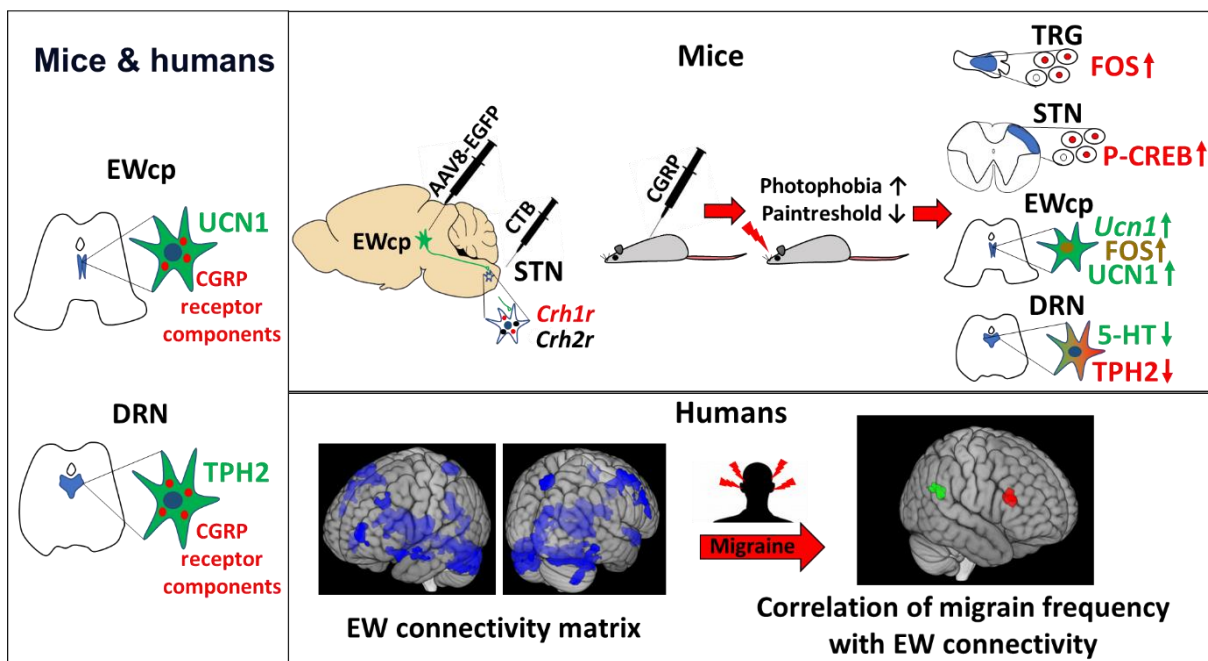 Mice & humans
EWcp
UCN1
CGRP
receptor
components
DRN
TPH2
CGRP
receptor
components
Mice
AAV8-EGFP
CTB
EWcp
STN
Crh1r
Crh2r
CGRP
Photophobia ↑
Paintreshold ↓
TRG
FOS↑
STN
P-CREB↑
EWcp
Ucn1↑
FOS↑
UCN1↑
DRN
5-HT↓
TPH2↓
Humans
EW connectivity matrix
Migraine
Correlation of migrain frequency
with EW connectivity